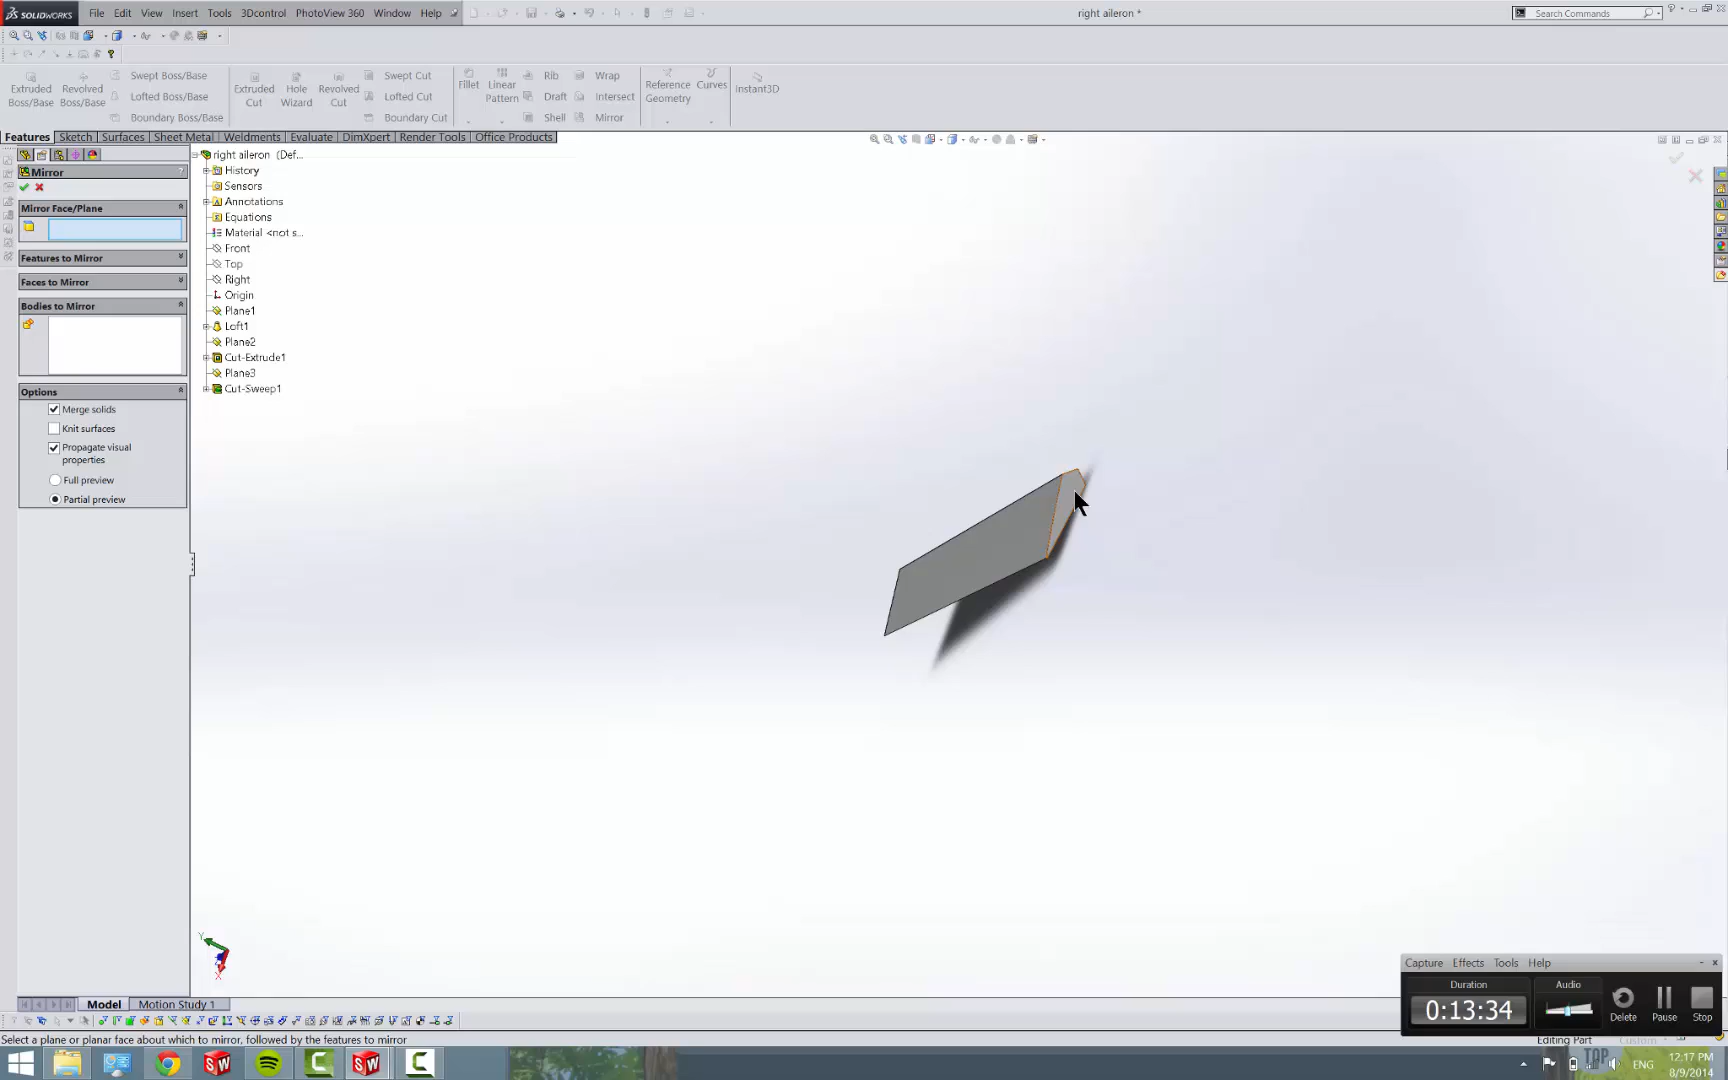 SOLIDWORKS File Edit View Insert Tools 3Dcontrol PhotoView 360 Window Help right aileron * Search Commands
Extruded Boss/Base
Revolved Boss/Base
Swept Boss/Base
Lofted Boss/Base
Boundary Boss/Base
Extruded Cut
Hole Wizard
Revolved Cut
Swept Cut
Lofted Cut
Boundary Cut
Fillet
Linear Pattern
Rib
Draft
Shell
Wrap
Intersect
Mirror
Reference Geometry
Curves
Instant3D
Features Sketch Surfaces Sheet Metal Weldments Evaluate DimXpert Render Tools Office Products
Mirror ?
Mirror Face/Plane
Features to Mirror
Faces to Mirror
Bodies to Mirror
Options
Merge solids
Knit surfaces
Propagate visual
properties
Full preview
Partial preview
right aileron (Def...
History
Sensors
Annotations
Equations
Material <not s...
Front
Top
Right
Origin
Plane1
Loft1
Plane2
Cut-Extrude1
Plane3
Cut-Sweep1
Y
X
Capture Effects Tools Help
Duration Audio
0:13:34 Delete Pause Stop
Model Motion Study 1
Select a plane or planar face about which to mirror, followed by the features to mirror Editing Part Custom
TOP
ENG
12:17 PM
8/9/2014